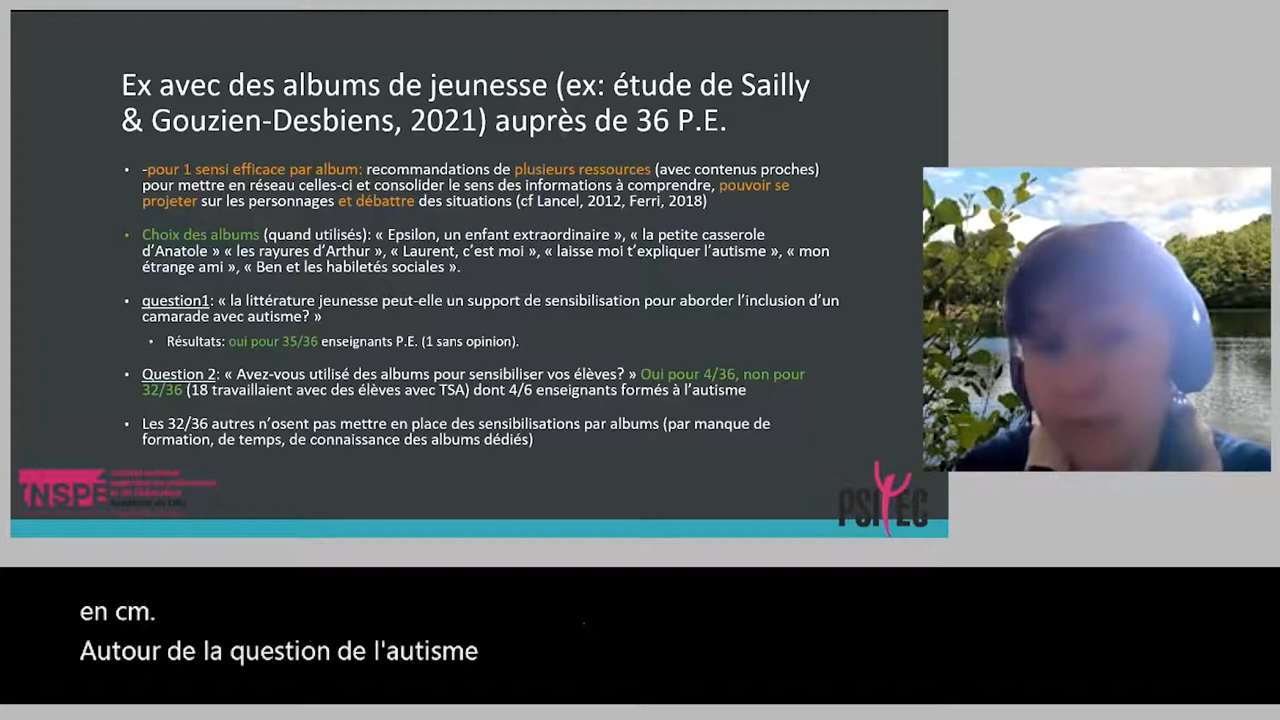 Ex avec des albums de jeunesse (ex: étude de Sailly
& Gouzien-Desbiens, 2021) auprès de 36 P.E.
• -pour 1 sensi efficace par album: recommandations de plusieurs ressources (avec contenus proches)
pour mettre en réseau celles-ci et consolider le sens des informations à comprendre, pouvoir se
projeter sur les personnages et débattre des situations (cf Lancel, 2012, Ferri, 2018)
• Choix des albums (quand utilisés): « Epsilon, un enfant extraordinaire », « la petite casserole
d’Anatole » « les rayures d’Arthur », « Laurent, c’est moi », « laisse moi t’expliquer l’autisme », « mon
étrange ami », « Ben et les habiletés sociales ».
• question1: « la littérature jeunesse peut-elle un support de sensibilisation pour aborder l’inclusion d’un
camarade avec autisme? »
• Résultats: oui pour 35/36 enseignants P.E. (1 sans opinion).
• Question 2: « Avez-vous utilisé des albums pour sensibiliser vos élèves? » Oui pour 4/36, non pour
32/36 (18 travaillaient avec des élèves avec TSA) dont 4/6 enseignants formés à l’autisme
• Les 32/36 autres n’osent pas mettre en place des sensibilisations par albums (par manque de
formation, de temps, de connaissance des albums dédiés)
INSPÉ
PSITEC
en cm.
Autour de la question de l'autisme